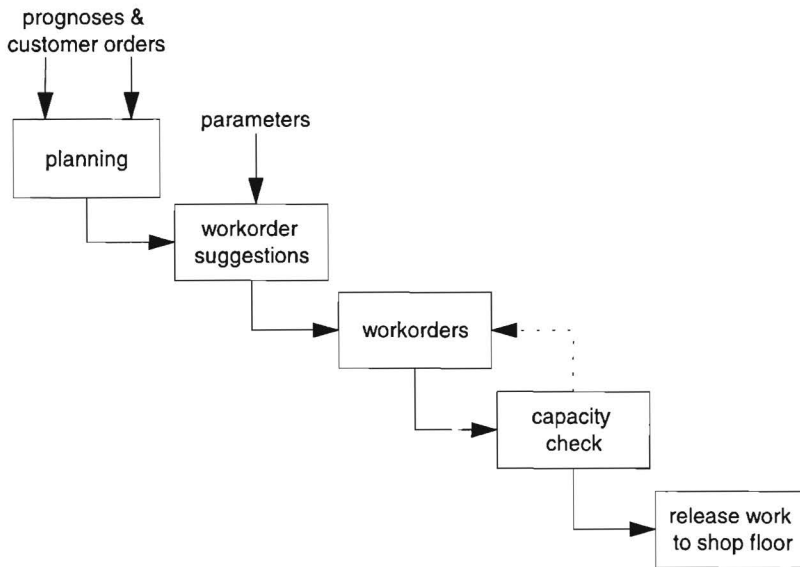 prognoses &
customer orders
parameters
planning
workorder
suggestions
workorders
capacity
check
release work
to shop floor